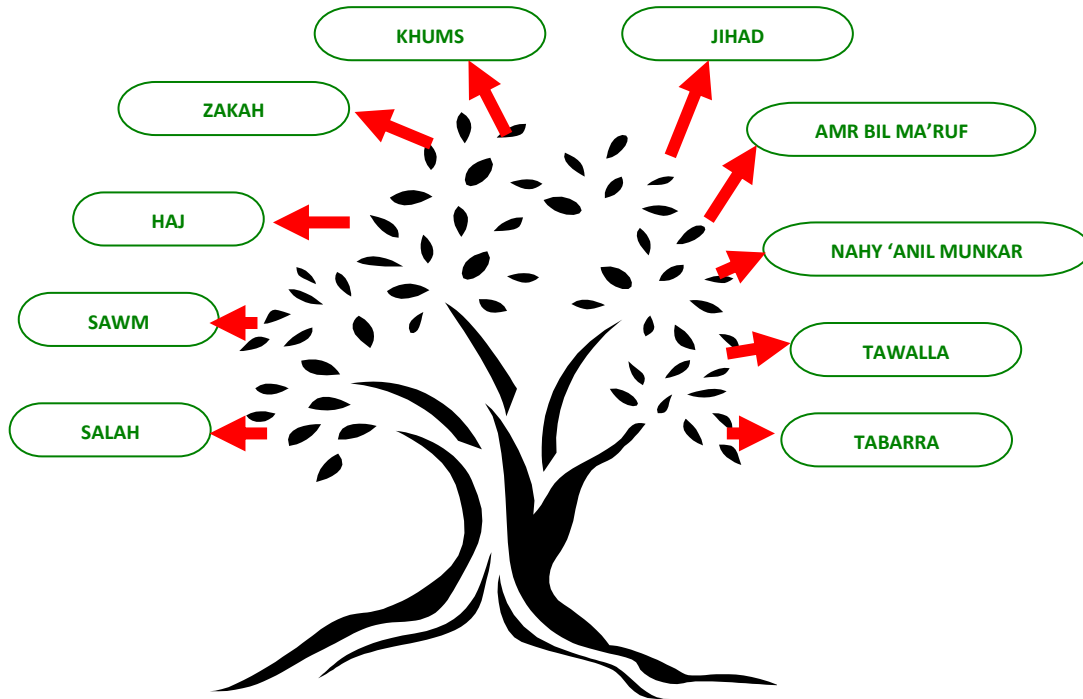 KHUMS
JIHAD
ZAKAH
AMR BIL MA’RUF
HAJ
NAHY ‘ANIL MUNKAR
SAWM
TAWALLA
SALAH
TABARRA